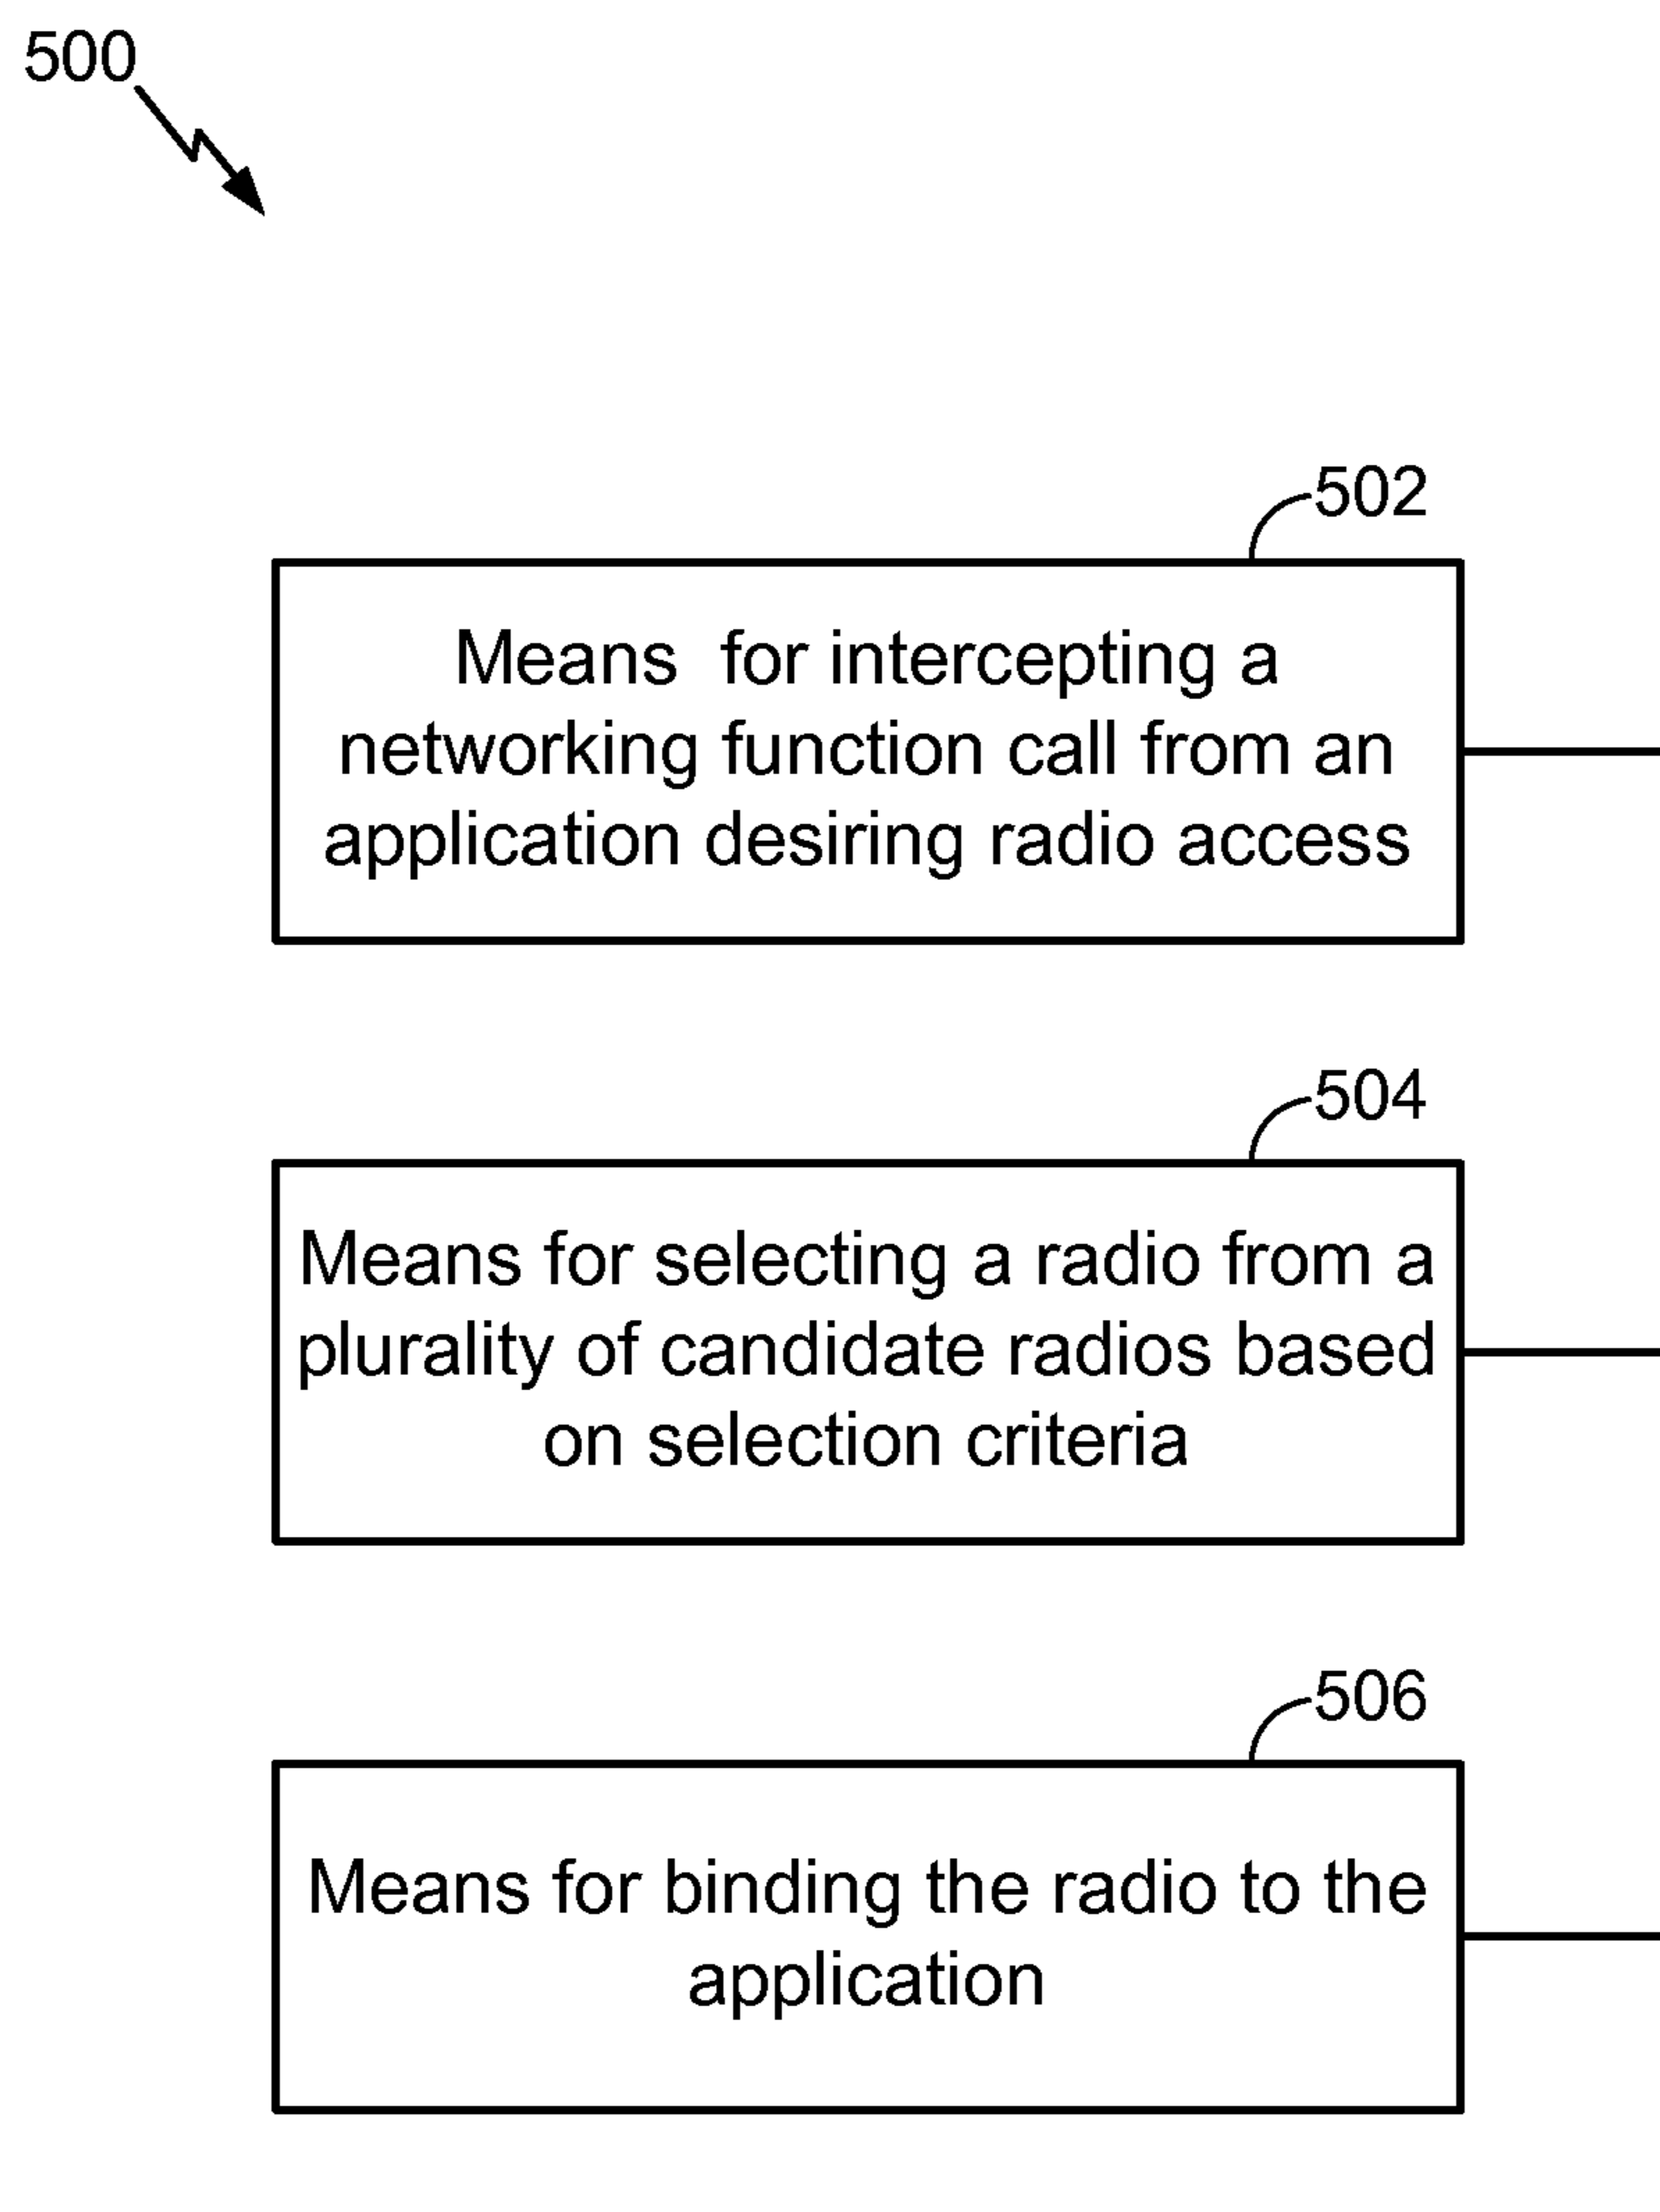 500
502
Means for intercepting a
networking function call from an
application desiring radio access
504
Means for selecting a radio from a
plurality of candidate radios based
on selection criteria
506
Means for binding the radio to the
application